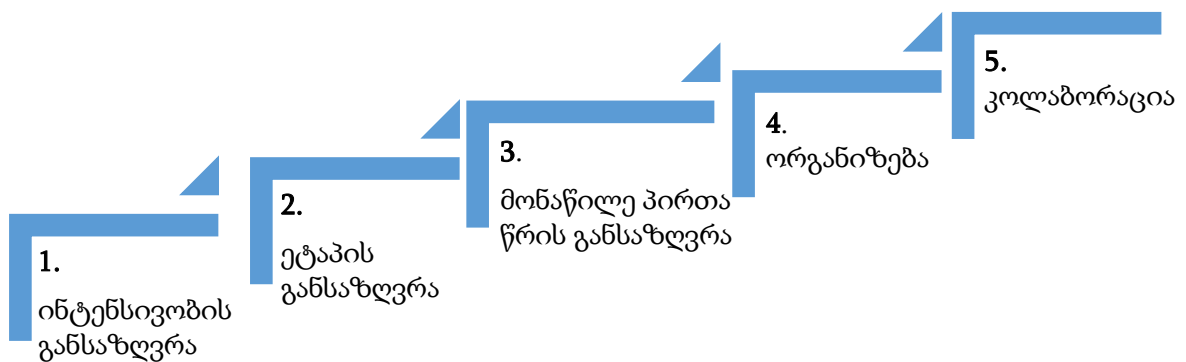 1.
ინტენსივობის
განსაზღვრა
2.
ეტაპის
განსაზღვრა
3.
მონაწილე პირთა
წრის განსაზღვრა
4.
ორგანიზება
5.
კოლაბორაცია